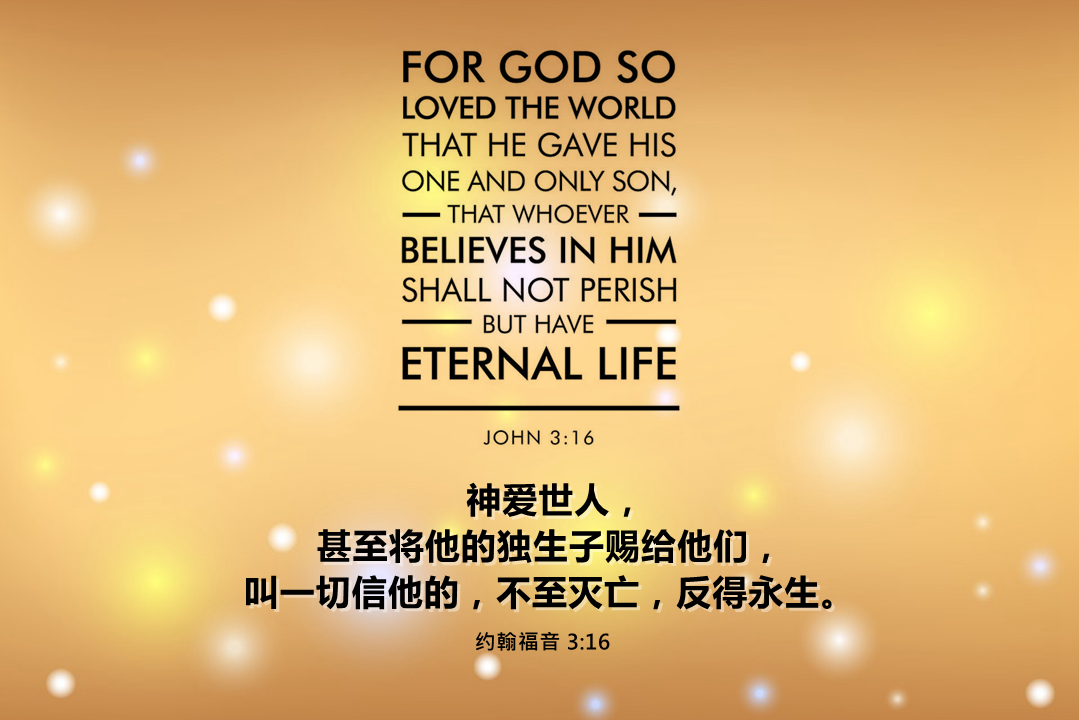 FOR GOD SO
LOVED THE WORLD
THAT HE GAVE HIS
ONE AND ONLY SON,
THAT WHOEVER
BELIEVES IN HIM
SHALL NOT PERISH
BUT HAVE
ETERNAL LIFE
JOHN 3:16
神爱世人，
甚至将他的独生子赐给他们，
叫一切信他的，不至灭亡，反得永生。
约翰福音 3:16